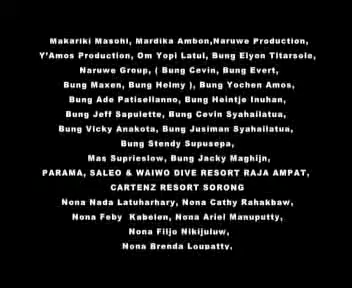 Makariki Masohi, Mardika Ambon,Naruwe Production,
Y'Amos Production, Om Yopi Latul, Bung Elyon Titarsole,
Naruwe Group, ( Bung Cevin, Bung Evert,
Bung Maxen, Bung Helmy ), Bung Yochen Amos,
Bung Ade Patisellanno, Bung Heintje Inuhan,
Bung Jeff Sapulette, Bung Cevin Syahailatua,
Bung Vicky Anakota, Bung Jusiman Syahailatua,
Bung Stendy Supusepa,
Mas Suprieslow, Bung Jacky Maghijn,
PARAMA, SALEO & WAIWO DIVE RESORT RAJA AMPAT,
CARTENZ RESORT SORONG
Nona Nada Latuharhary, Nona Cathy Rahakbaw,
Nona Feby Kabelen, Nona Ariel Manuputty,
Nona Filjo Nikijuluw,
Nona Brenda Loupatty,